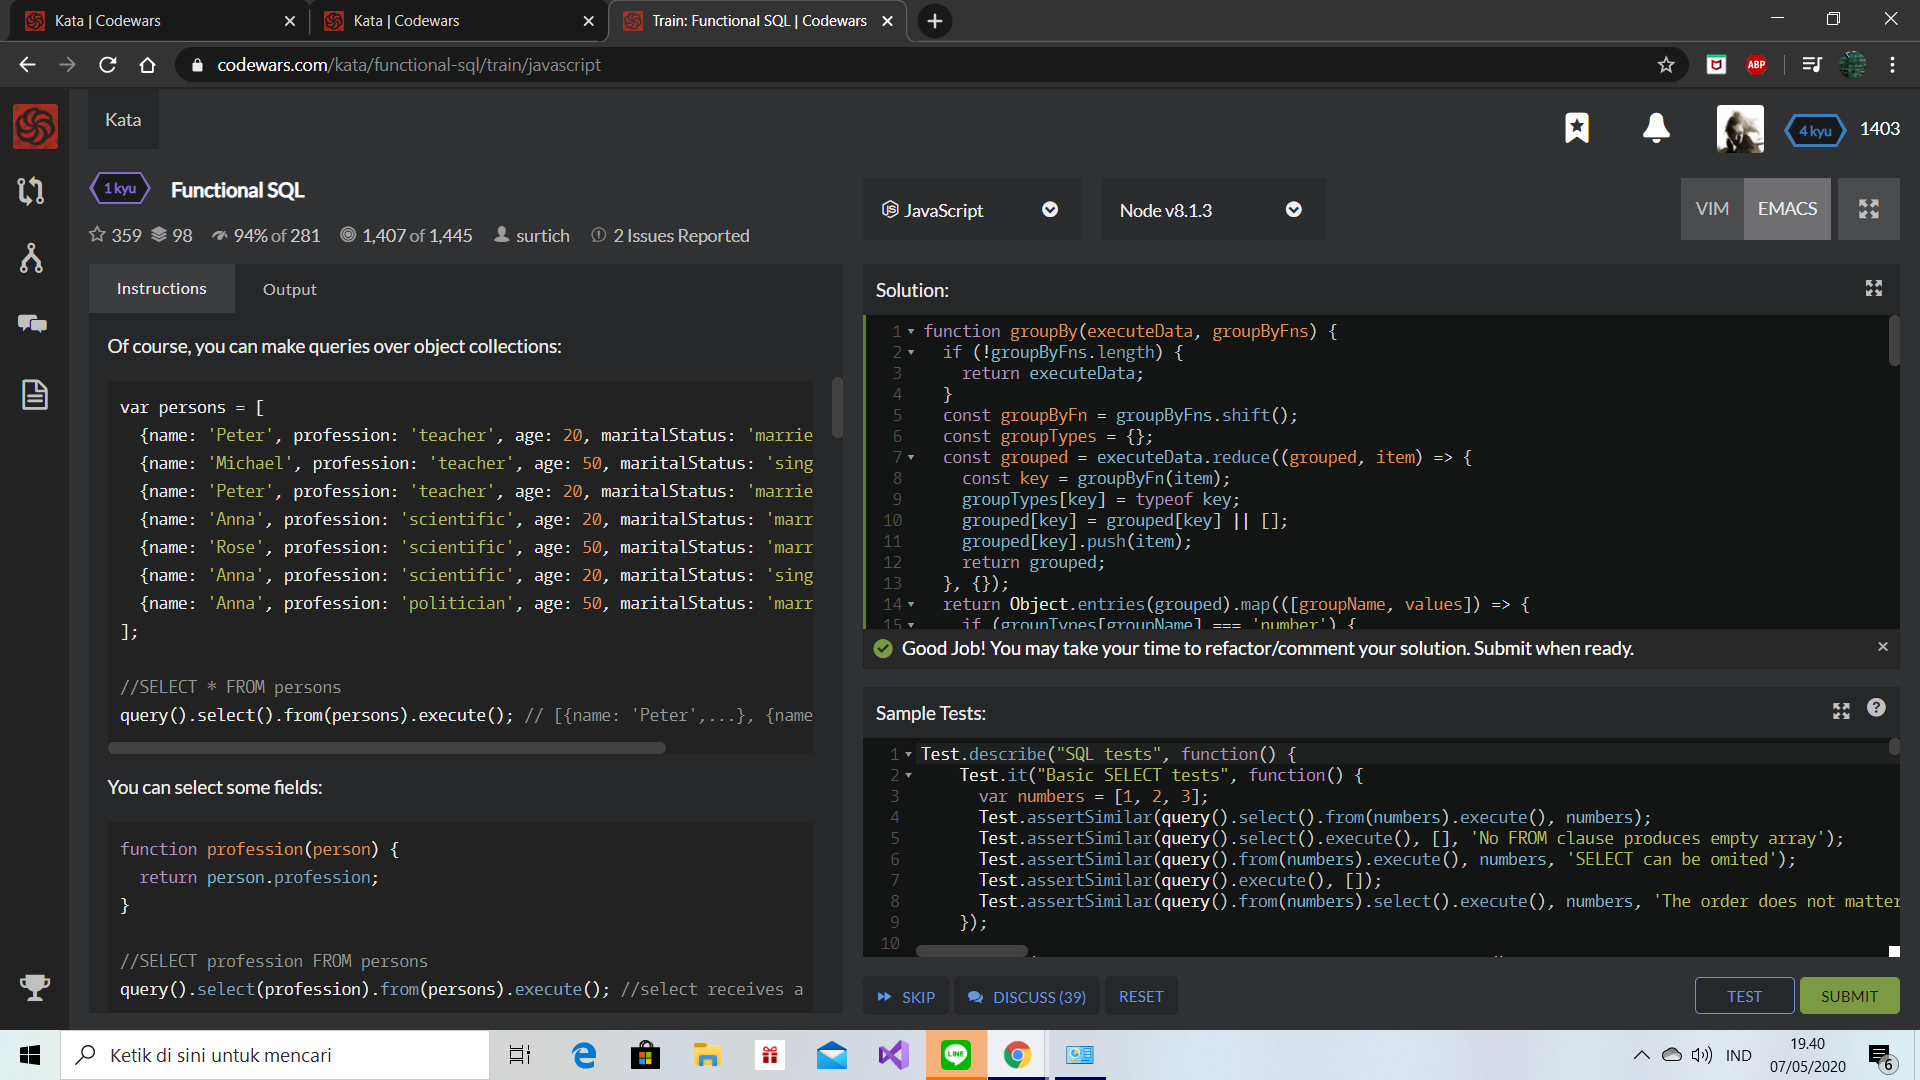 Kata | Codewars
Kata | Codewars
Train: Functional SQL | Codewars
codewars.com/kata/functional-sql/train/javascript
ABP
Kata
4 kyu
1403
1 kyu
Functional SQL
359
98
94% of 281
1,407 of 1,445
surtich
2 Issues Reported
JavaScript
Node v8.1.3
VIM
EMACS
Instructions
Output
Of course, you can make queries over object collections:
var persons = [
{name: 'Peter', profession: 'teacher', age: 20, maritalStatus: 'marrie
{name: 'Michael', profession: 'teacher', age: 50, maritalStatus: 'sing
{name: 'Peter', profession: 'teacher', age: 20, maritalStatus: 'marrie
{name: 'Anna', profession: 'scientific', age: 20, maritalStatus: 'marr
{name: 'Rose', profession: 'scientific', age: 50, maritalStatus: 'marr
{name: 'Anna', profession: 'scientific', age: 20, maritalStatus: 'sing
{name: 'Anna', profession: 'politician', age: 50, maritalStatus: 'marr
];
//SELECT * FROM persons
query().select().from(persons).execute(); // [{name: 'Peter',...}, {name
You can select some fields:
function profession(person) {
return person.profession;
}
//SELECT profession FROM persons
query().select(profession).from(persons).execute(); //select receives a
Solution:
1 function groupBy(executeData, groupByFns) {
2 if (!groupByFns.length) {
3 return executeData;
4 }
5 const groupByFn = groupByFns.shift();
6 const groupTypes = {};
7 const grouped = executeData.reduce((grouped, item) => {
8 const key = groupByFn(item);
9 groupTypes[key] = typeof key;
10 grouped[key] = grouped[key] || [];
11 grouped[key].push(item);
12 return grouped;
13 }, {});
14 return Object.entries(grouped).map(([groupName, values]) => {
15 if (groupTypes[groupName] === 'number') {
Good Job! You may take your time to refactor/comment your solution. Submit when ready.
Sample Tests:
1 Test.describe("SQL tests", function() {
2 Test.it("Basic SELECT tests", function() {
3 var numbers = [1, 2, 3];
4 Test.assertSimilar(query().select().from(numbers).execute(), numbers);
5 Test.assertSimilar(query().select().execute(), [], 'No FROM clause produces empty array');
6 Test.assertSimilar(query().from(numbers).execute(), numbers, 'SELECT can be omited');
7 Test.assertSimilar(query().execute(), []);
8 Test.assertSimilar(query().from(numbers).select().execute(), numbers, 'The order does not matter
9 });
10
SKIP
DISCUSS (39)
RESET
TEST
SUBMIT
Ketik di sini untuk mencari
LINE
IND
19.40
07/05/2020
6